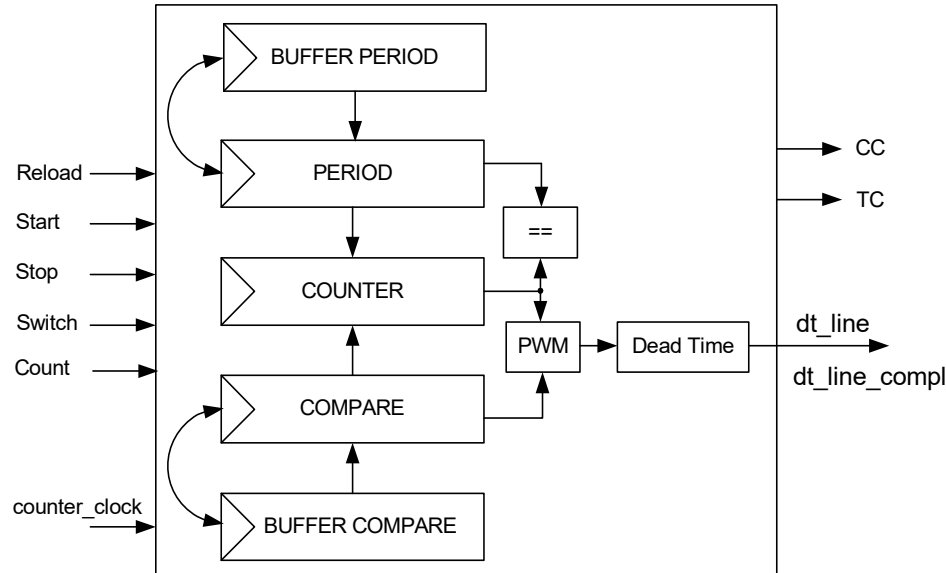 BUFFER PERIOD
PERIOD
==
COUNTER
PWM
Dead Time
COMPARE
BUFFER COMPARE
Reload
Start
Stop
Switch
Count
counter_clock
CC
TC
dt_line
dt_line_compl